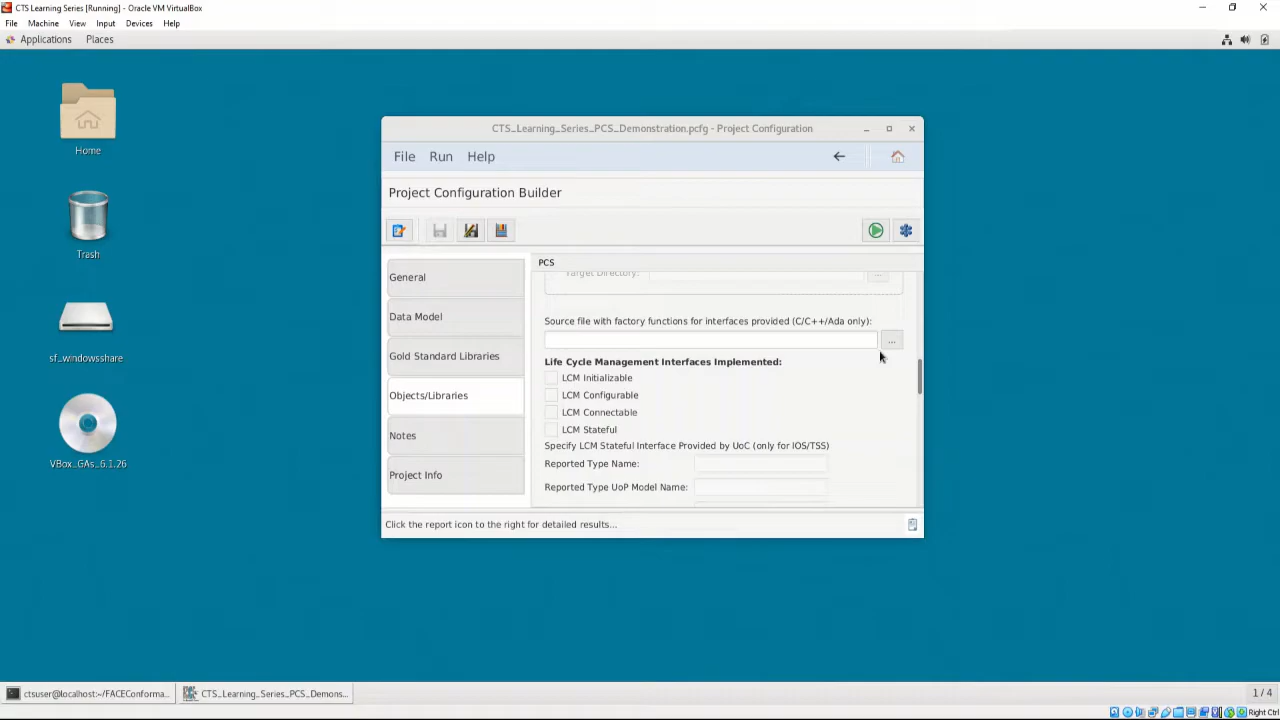 CTS Learning Series [Running] - Oracle VM VirtualBox
File Machine View Input Devices Help
Applications Places
Home
Trash
sf_windowsshare
VBox_GAs_6.1.26
CTS_Learning_Series_PCS_Demonstration.pcfg - Project Configuration
File Run Help
Project Configuration Builder
General
Data Model
Gold Standard Libraries
Objects/Libraries
Notes
Project Info
PCS
Target Directory:
...
Source file with factory functions for interfaces provided (C/C++/Ada only):
...
Life Cycle Management Interfaces Implemented:
LCM Initializable
LCM Configurable
LCM Connectable
LCM Stateful
Specify LCM Stateful Interface Provided by UoC (only for IOS/TSS)
Reported Type Name:
Reported Type UoP Model Name:
Click the report icon to the right for detailed results...
ctsuser@localhost:~/FACEConforma...
CTS_Learning_Series_PCS_Demons...
1 / 4
Right Ctrl